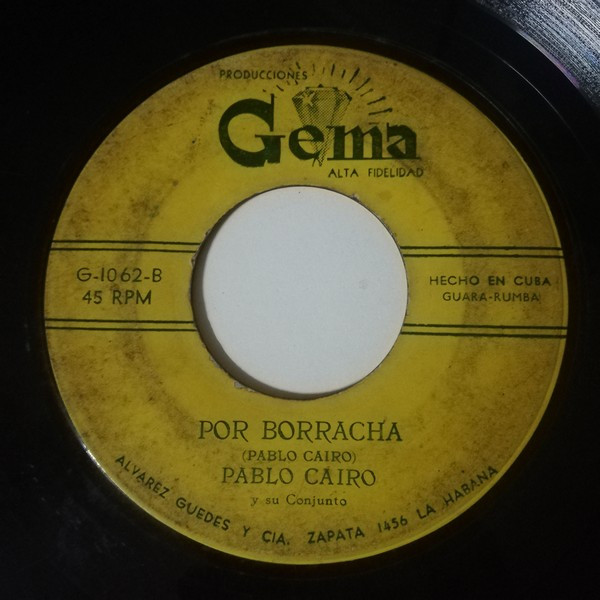 PRODUCCIONES
Gema
ALTA FIDELIDAD
G-1062-B
45 RPM
HECHO EN CUBA
GUARA-RUMBA
POR BORRACHA
(PABLO CAIRO)
PABLO CAIRO
y su Conjunto
ALVAREZ GUEDES Y CIA. ZAPATA 1456 LA HABANA